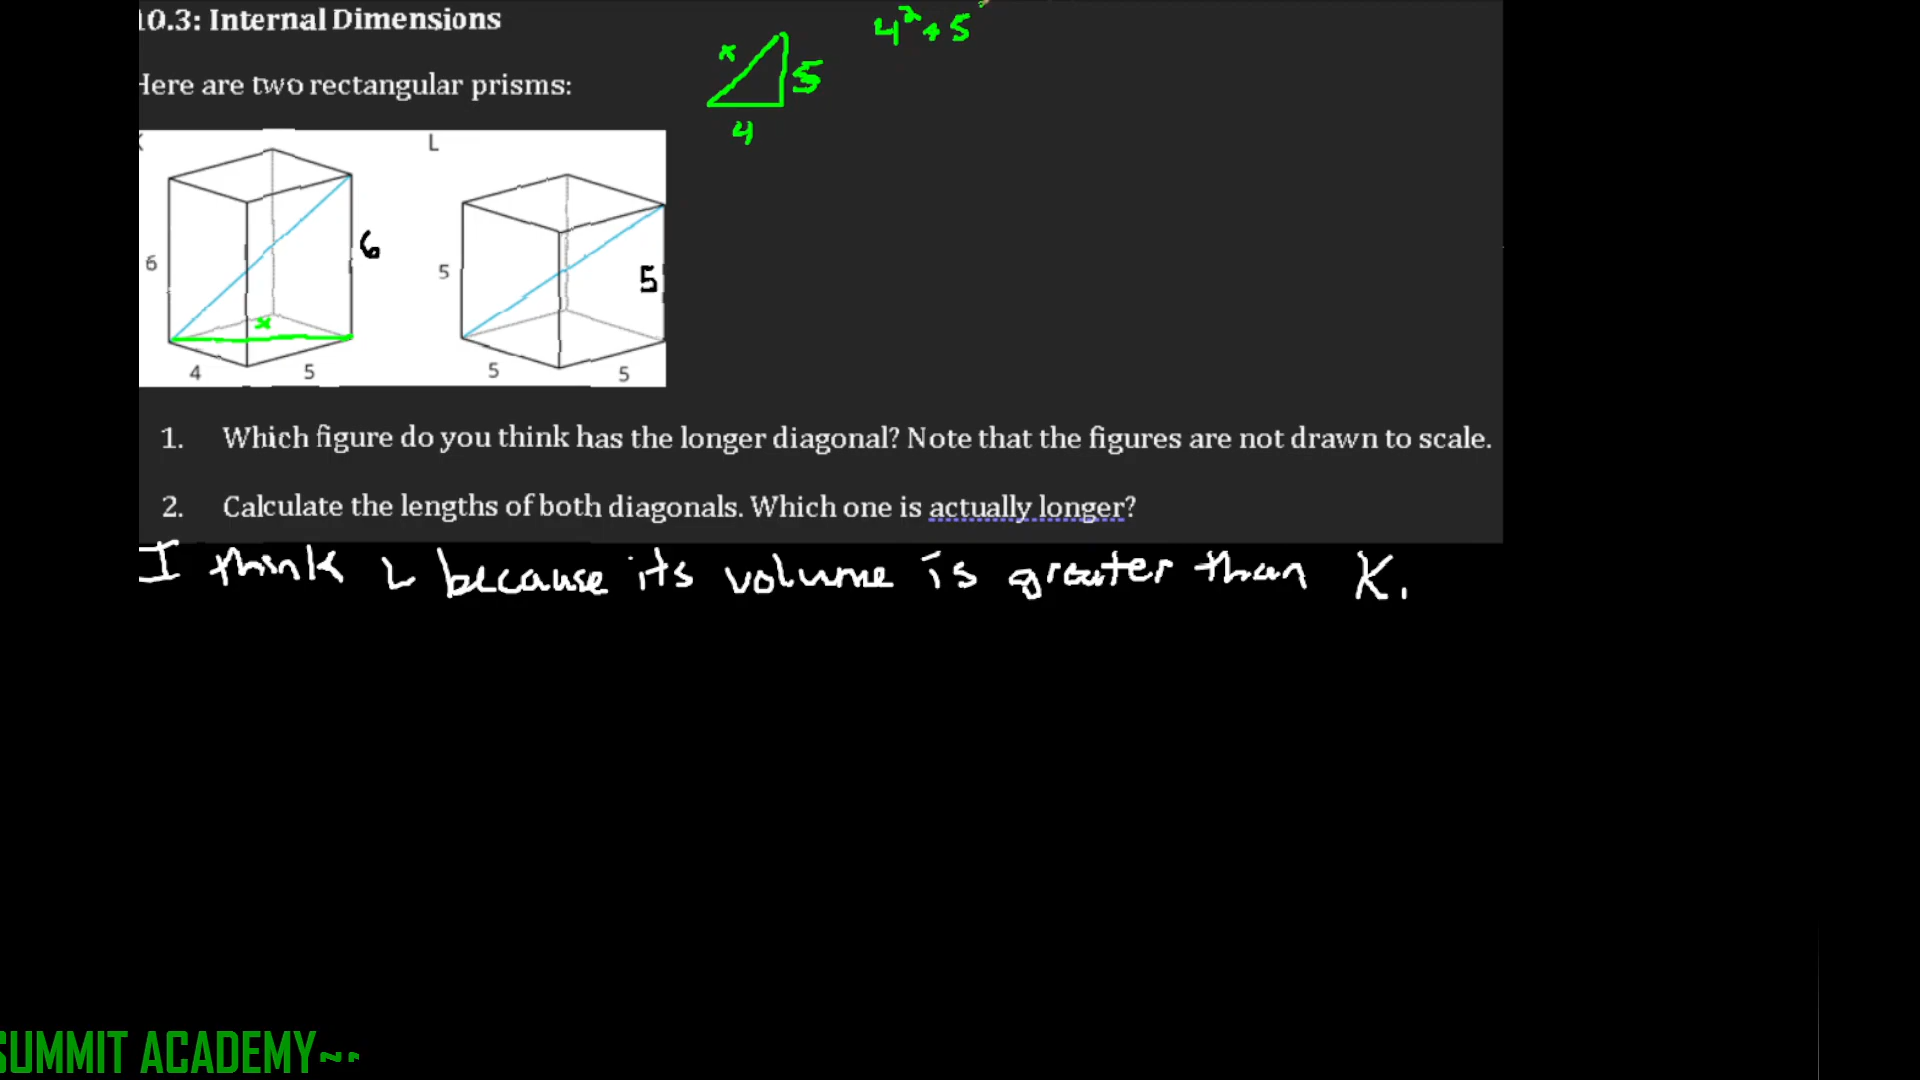 10.3: Internal Dimensions
4² + 5²
x
5
Here are two rectangular prisms:
4
K
L
6
6
5
5
x
4
5
5
5
1. Which figure do you think has the longer diagonal? Note that the figures are not drawn to scale.
2. Calculate the lengths of both diagonals. Which one is actually longer?
I think L because its volume is greater than K.
SUMMIT ACADEMY~~